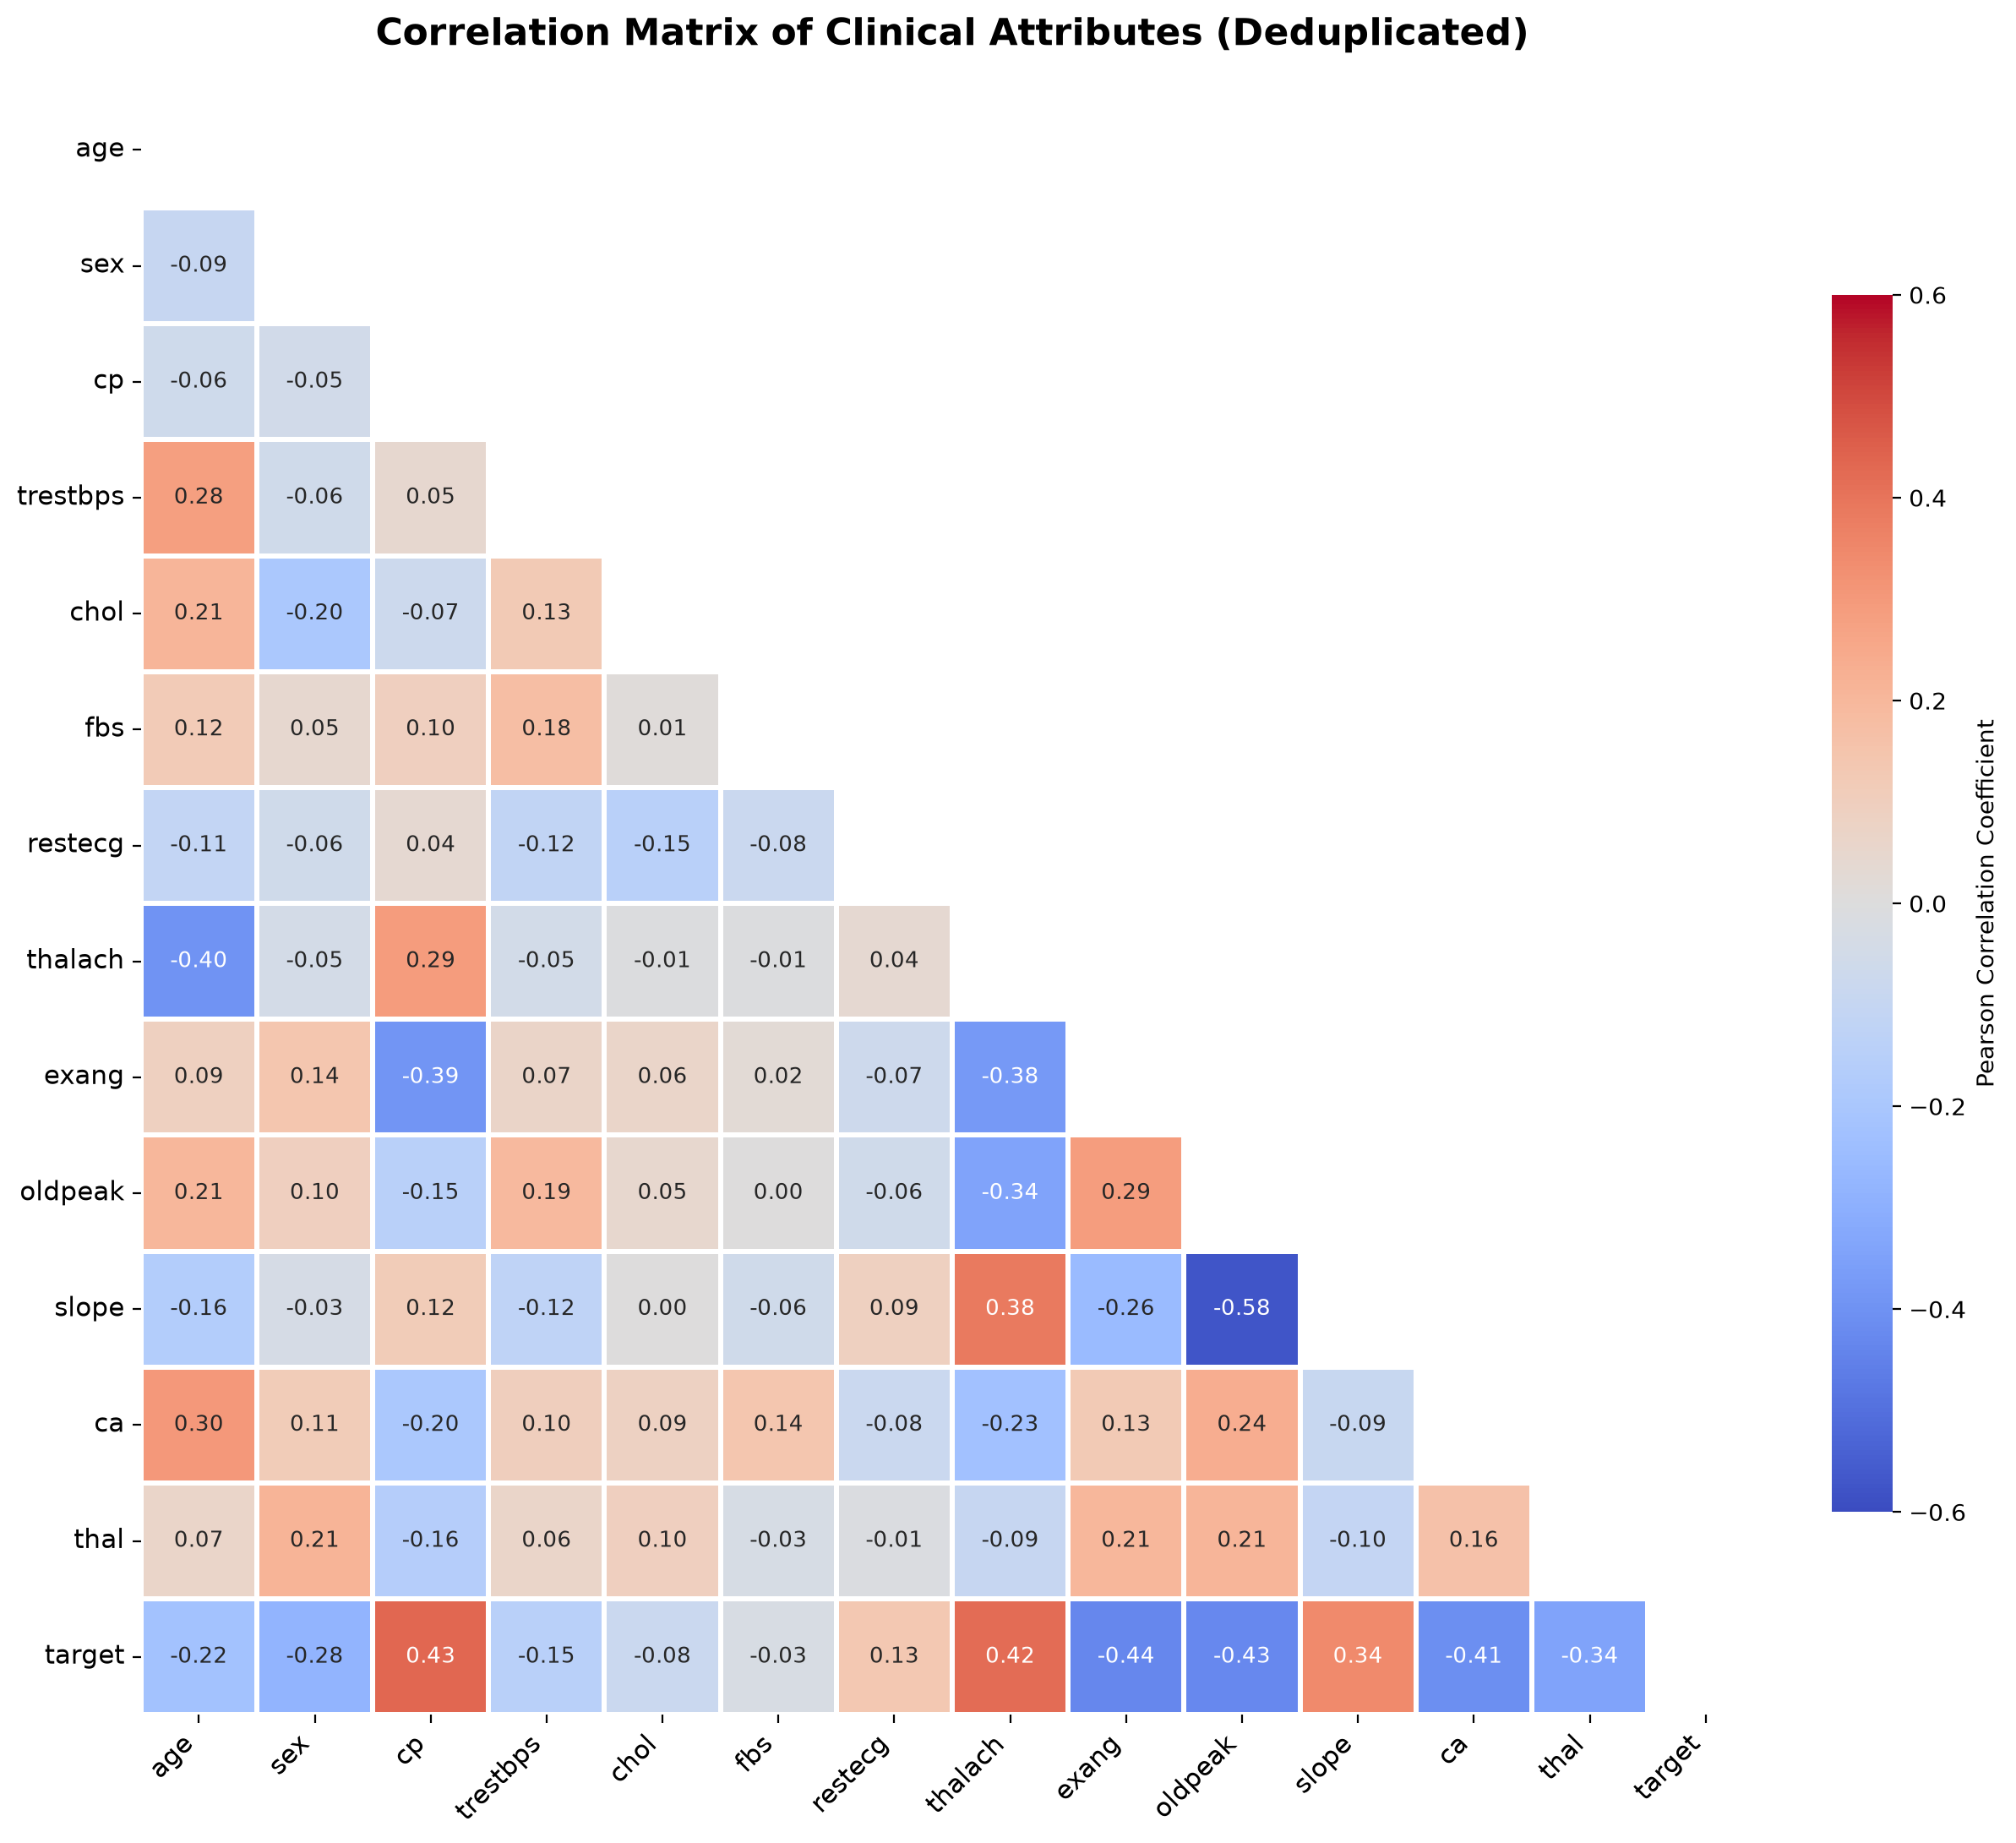 Correlation Matrix of Clinical Attributes (Deduplicated)
age
sex -0.09
cp -0.06 -0.05
trestbps 0.28 -0.06 0.05
chol 0.21 -0.20 -0.07 0.13
fbs 0.12 0.05 0.10 0.18 0.01
restecg -0.11 -0.06 0.04 -0.12 -0.15 -0.08
thalach -0.40 -0.05 0.29 -0.05 -0.01 -0.01 0.04
exang 0.09 0.14 -0.39 0.07 0.06 0.02 -0.07 -0.38
oldpeak 0.21 0.10 -0.15 0.19 0.05 0.00 -0.06 -0.34 0.29
slope -0.16 -0.03 0.12 -0.12 0.00 -0.06 0.09 0.38 -0.26 -0.58
ca 0.30 0.11 -0.20 0.10 0.09 0.14 -0.08 -0.23 0.13 0.24 -0.09
thal 0.07 0.21 -0.16 0.06 0.10 -0.03 -0.01 -0.09 0.21 0.21 -0.10 0.16
target -0.22 -0.28 0.43 -0.15 -0.08 -0.03 0.13 0.42 -0.44 -0.43 0.34 -0.41 -0.34
age sex cp trestbps chol fbs restecg thalach exang oldpeak slope ca thal target
0.6
0.4
0.2
0.0
−0.2
−0.4
−0.6
Pearson Correlation Coefficient